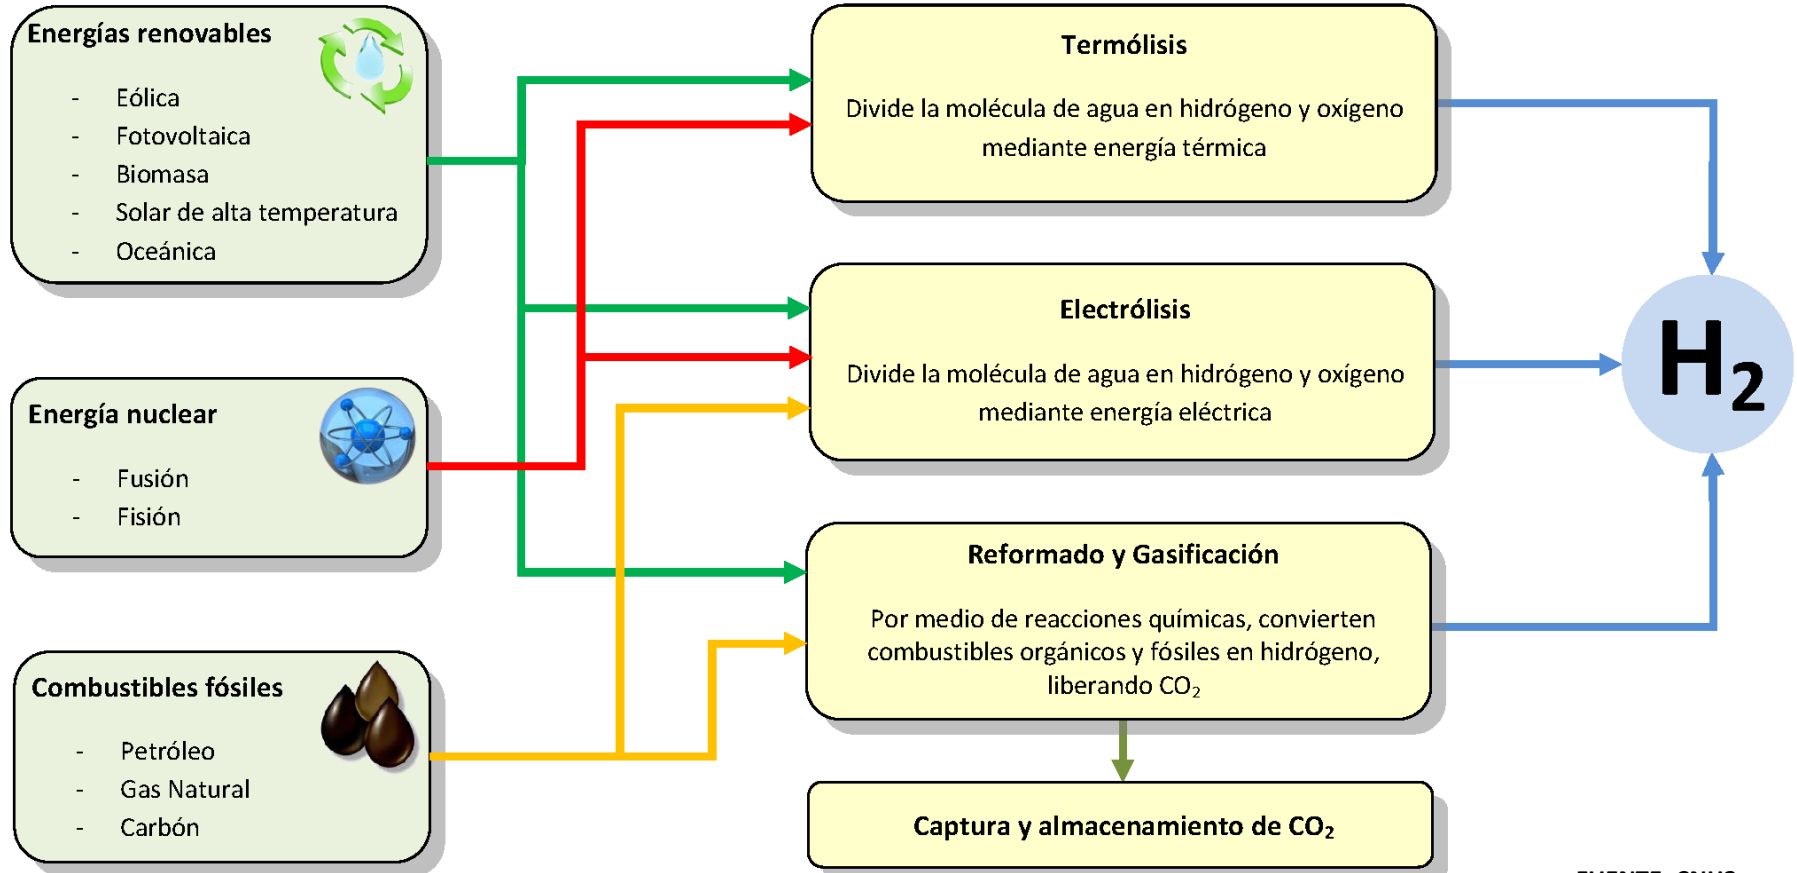 Energías renovables
- Eólica
- Fotovoltaica
- Biomasa
- Solar de alta temperatura
- Oceánica
Energía nuclear
- Fusión
- Fisión
Combustibles fósiles
- Petróleo
- Gas Natural
- Carbón
Termólisis
Divide la molécula de agua en hidrógeno y oxígeno
mediante energía térmica
Electrólisis
Divide la molécula de agua en hidrógeno y oxígeno
mediante energía eléctrica
Reformado y Gasificación
Por medio de reacciones químicas, convierten
combustibles orgánicos y fósiles en hidrógeno,
liberando CO₂
Captura y almacenamiento de CO₂
H₂